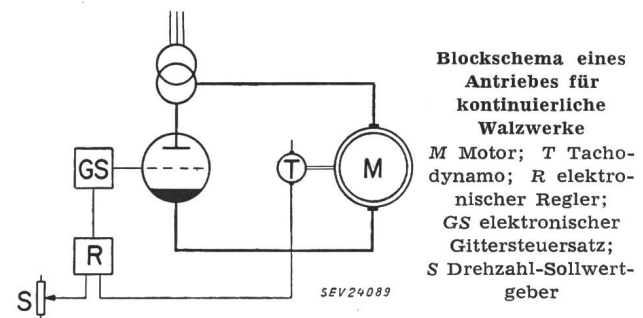 Blockschema eines
Antriebes für
kontinuierliche
Walzwerke
M Motor; T Tacho-
dynamo; R elektro-
nischer Regler;
GS elektronischer
Gittersteuersatz;
S Drehzahl-Sollwert-
geber
GS
T
M
R
S
SEV24089